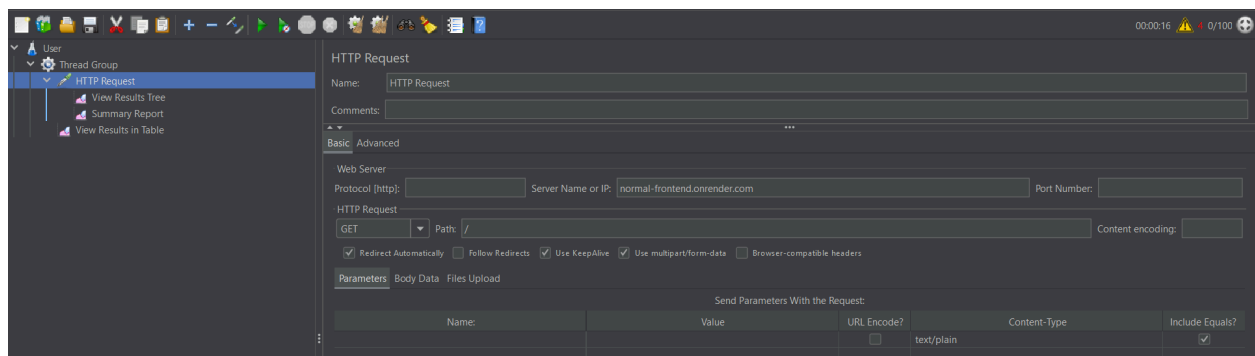 00:00:16 4 0/100
User
Thread Group
HTTP Request
View Results Tree
Summary Report
View Results in Table
HTTP Request
Name: HTTP Request
Comments:
Basic Advanced
Web Server
Protocol [http]: Server Name or IP: normal-frontend.onrender.com Port Number:
HTTP Request
GET Path: / Content encoding:
Redirect Automatically Follow Redirects Use KeepAlive Use multipart/form-data Browser-compatible headers
Parameters Body Data Files Upload
Send Parameters With the Request:
Name: Value URL Encode? Content-Type Include Equals?
text/plain